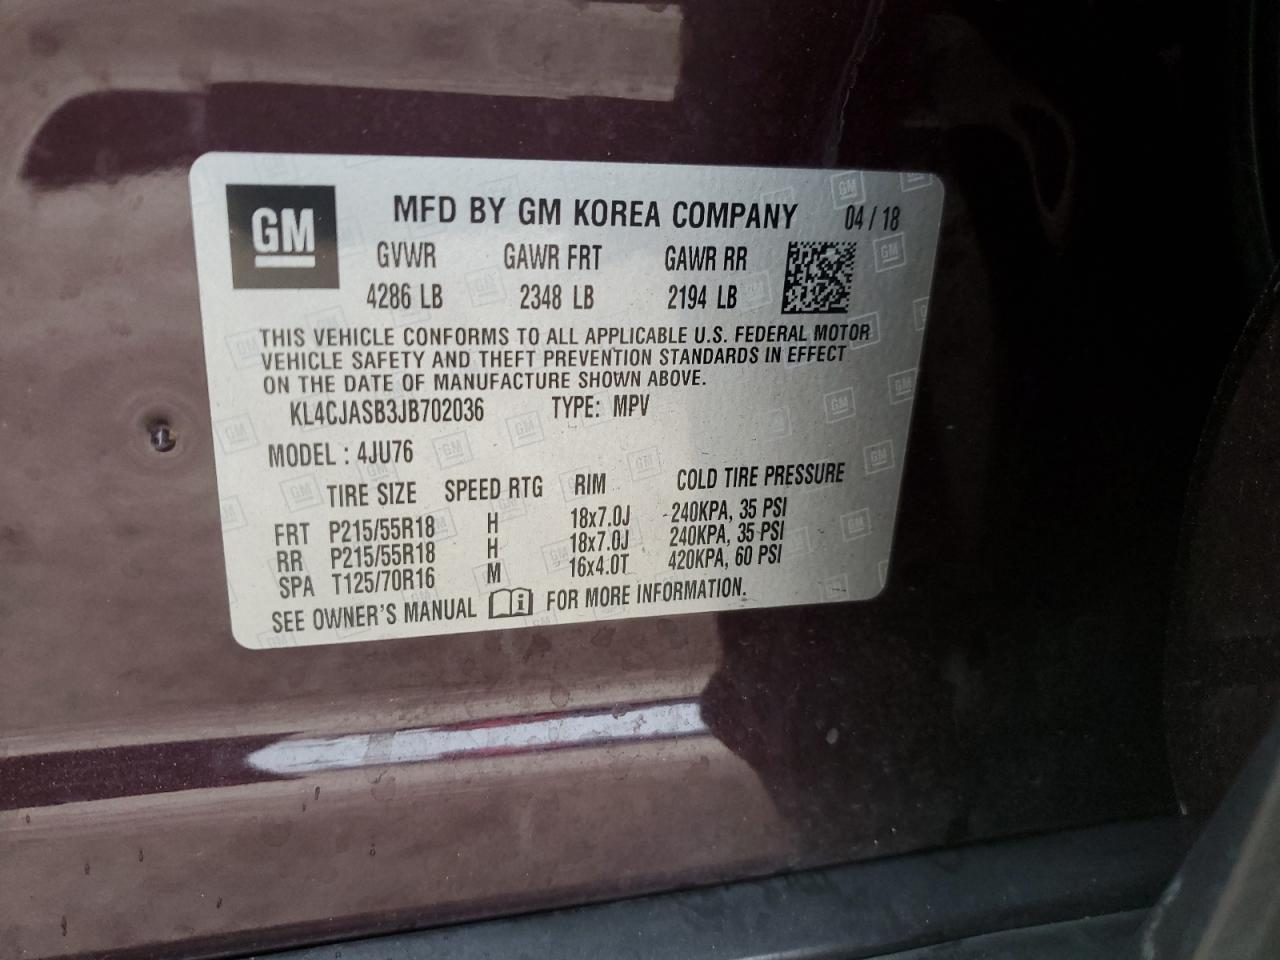 GM
MFD BY GM KOREA COMPANY 04 / 18
GVWR GAWR FRT GAWR RR
4286 LB 2348 LB 2194 LB
THIS VEHICLE CONFORMS TO ALL APPLICABLE U.S. FEDERAL MOTOR
VEHICLE SAFETY AND THEFT PREVENTION STANDARDS IN EFFECT
ON THE DATE OF MANUFACTURE SHOWN ABOVE.
KL4CJASB3JB702036 TYPE: MPV
MODEL : 4JU76
TIRE SIZE SPEED RTG RIM COLD TIRE PRESSURE
FRT P215/55R18 H 18x7.0J 240KPA, 35 PSI
RR P215/55R18 H 18x7.0J 240KPA, 35 PSI
SPA T125/70R16 M 16x4.0T 420KPA, 60 PSI
SEE OWNER'S MANUAL FOR MORE INFORMATION.